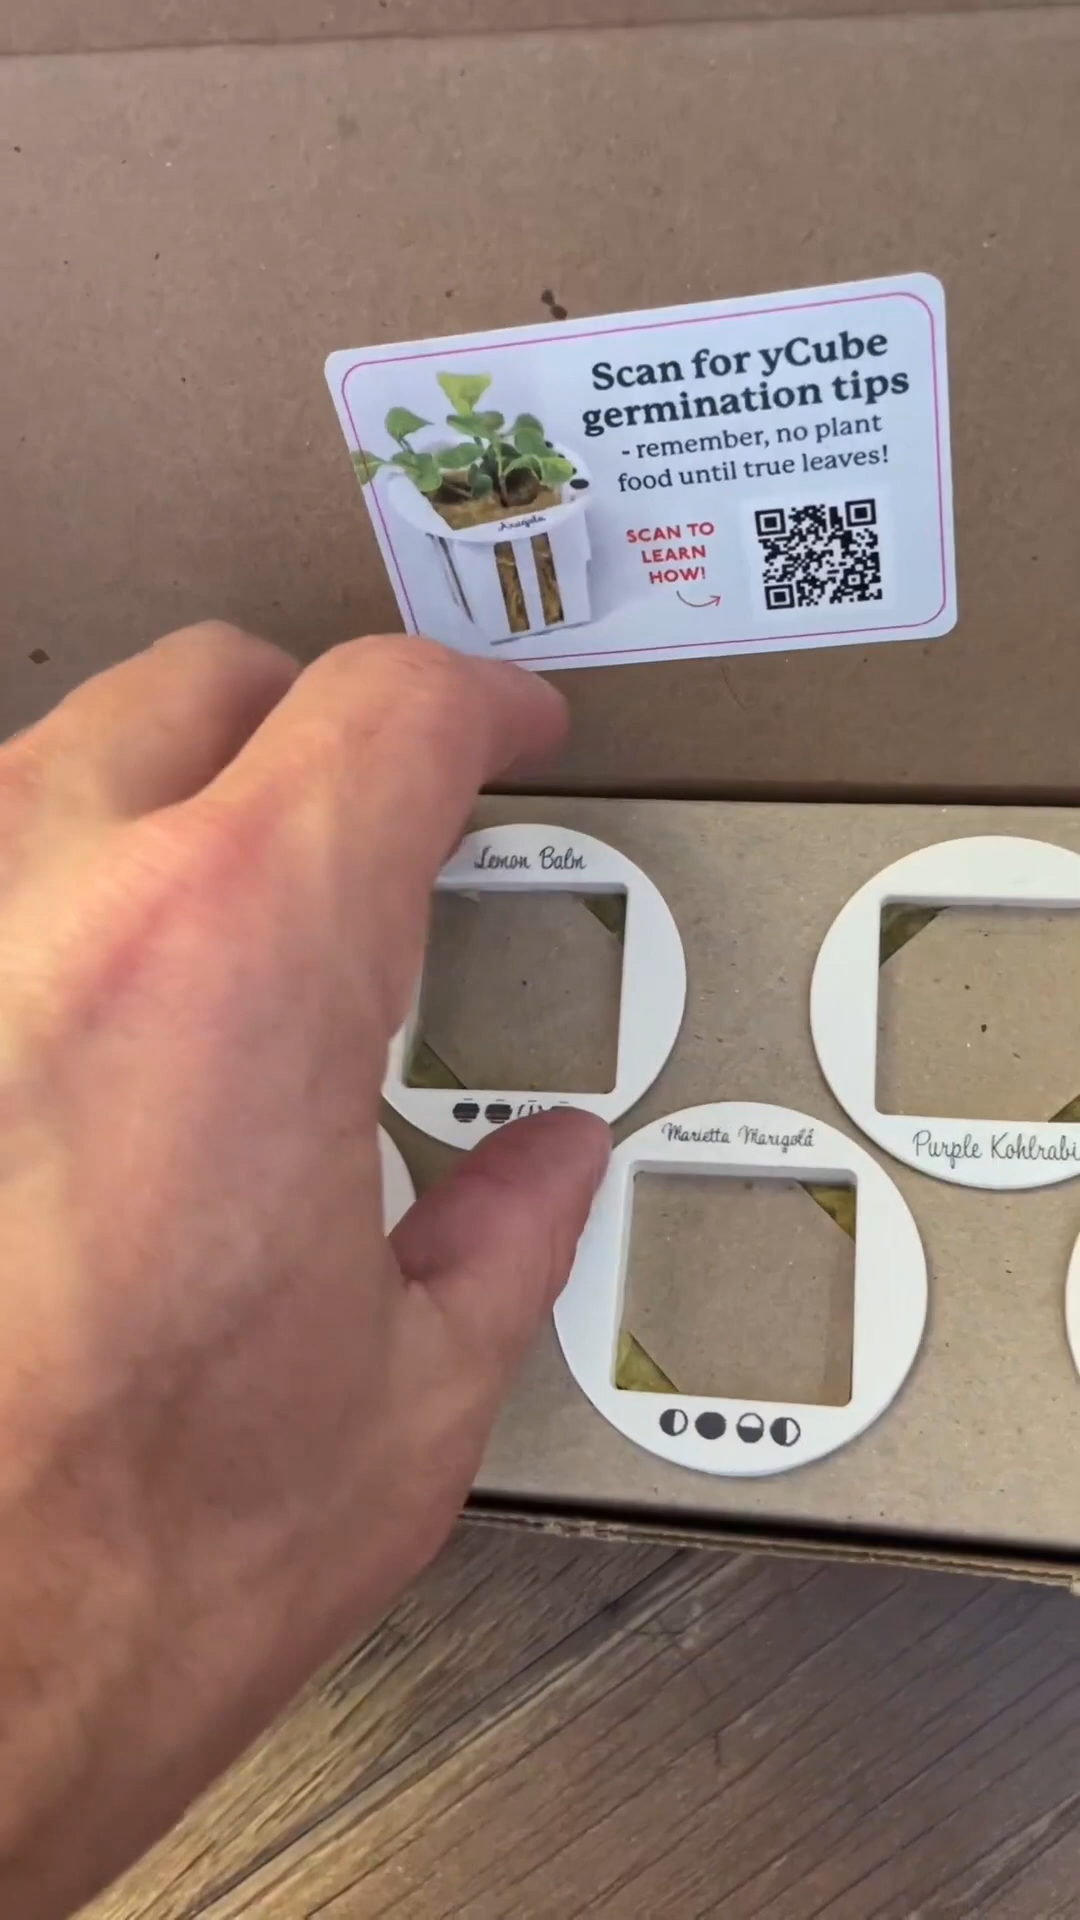 Scan for yCube
germination tips
- remember, no plant
food until true leaves!
SCAN TO
LEARN
HOW!
Arugula
Lemon Balm
Marietta Marigold
Purple Kohlrabi